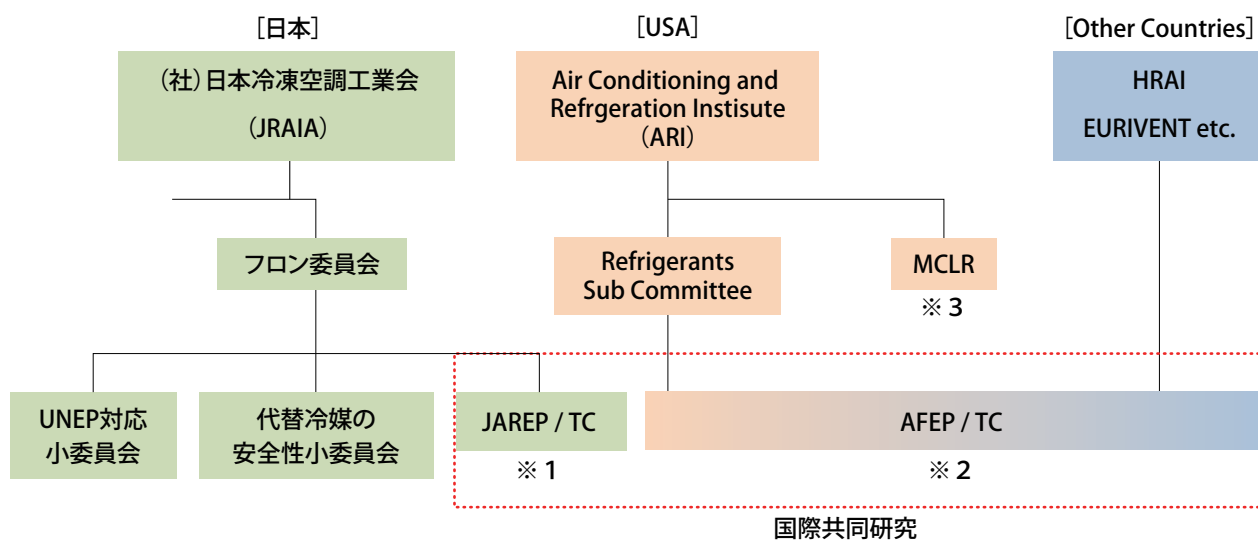 ［日本］
（社）日本冷凍空調工業会
（JRAIA）
フロン委員会
UNEP対応
小委員会
代替冷媒の
安全性小委員会
JAREP / TC
※ 1
［USA］
Air Conditioning and
Refrgeration Instisute
（ARI）
Refrigerants
Sub Committee
MCLR
※ 3
［Other Countries］
HRAI
EURIVENT etc.
AFEP / TC
※ 2
国際共同研究